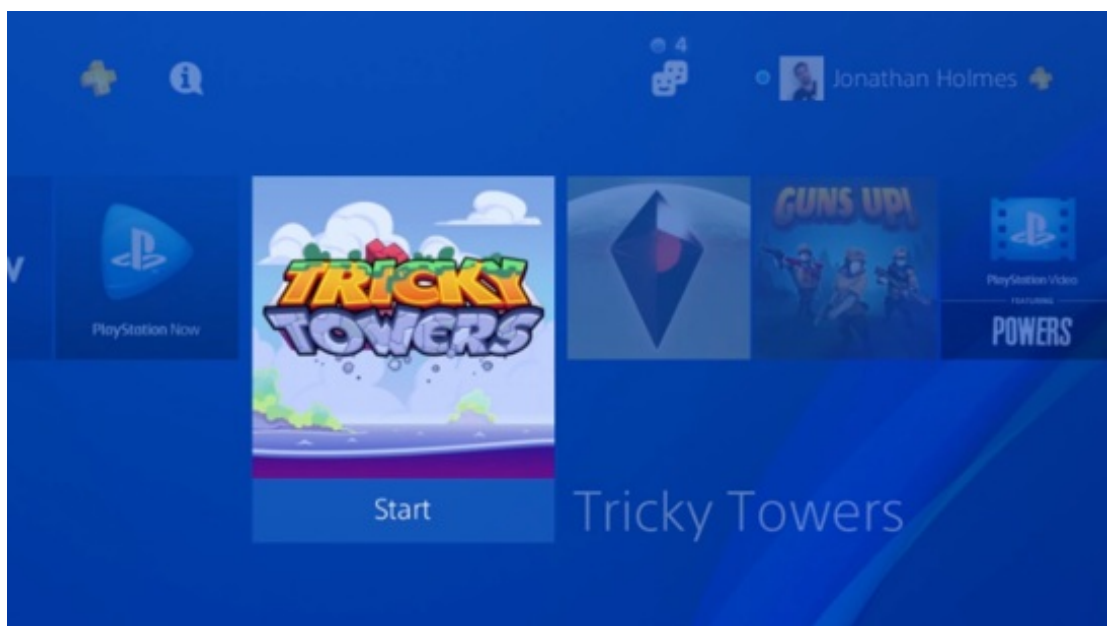 4
Jonathan Holmes
PlayStation Now
TRICKY
TOWERS
GUNS UP!
PlayStation Video
FEATURING
POWERS
Start
Tricky Towers